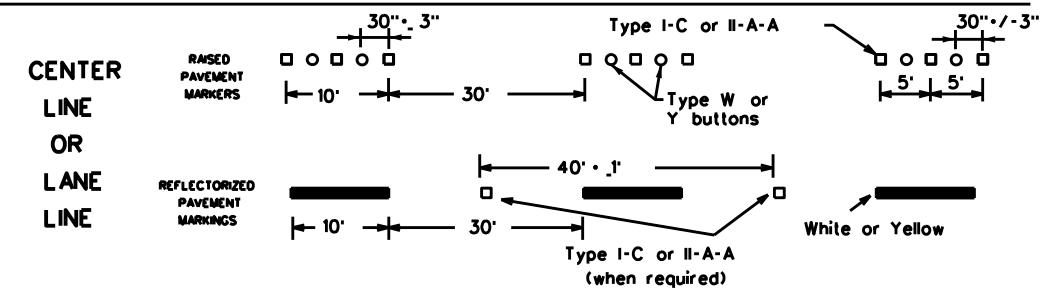 CENTER
LINE
OR
LANE
LINE
RAISED
PAVEMENT
MARKERS
30"·_ 3"
Type I-C or II-A-A
30"·/-3"
10'
30'
Type W or
Y buttons
5'
5'
REFLECTORIZED
PAVEMENT
MARKINGS
40' · _1'
10'
30'
Type I-C or II-A-A
(when required)
White or Yellow